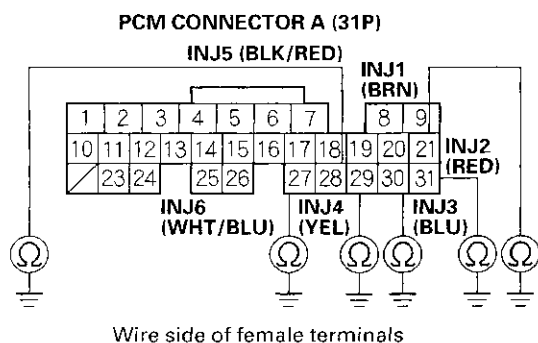 PCM CONNECTOR A (31P)
INJ5 (BLK/RED)
INJ1
(BRN)
1 2 3 4 5 6 7 8 9
10 11 12 13 14 15 16 17 18 19 20 21
INJ2
(RED)
23 24 25 26 27 28 29 30 31
INJ6
(WHT/BLU)
INJ4
(YEL)
INJ3
(BLU)
Ω Ω Ω Ω Ω Ω
Wire side of female terminals